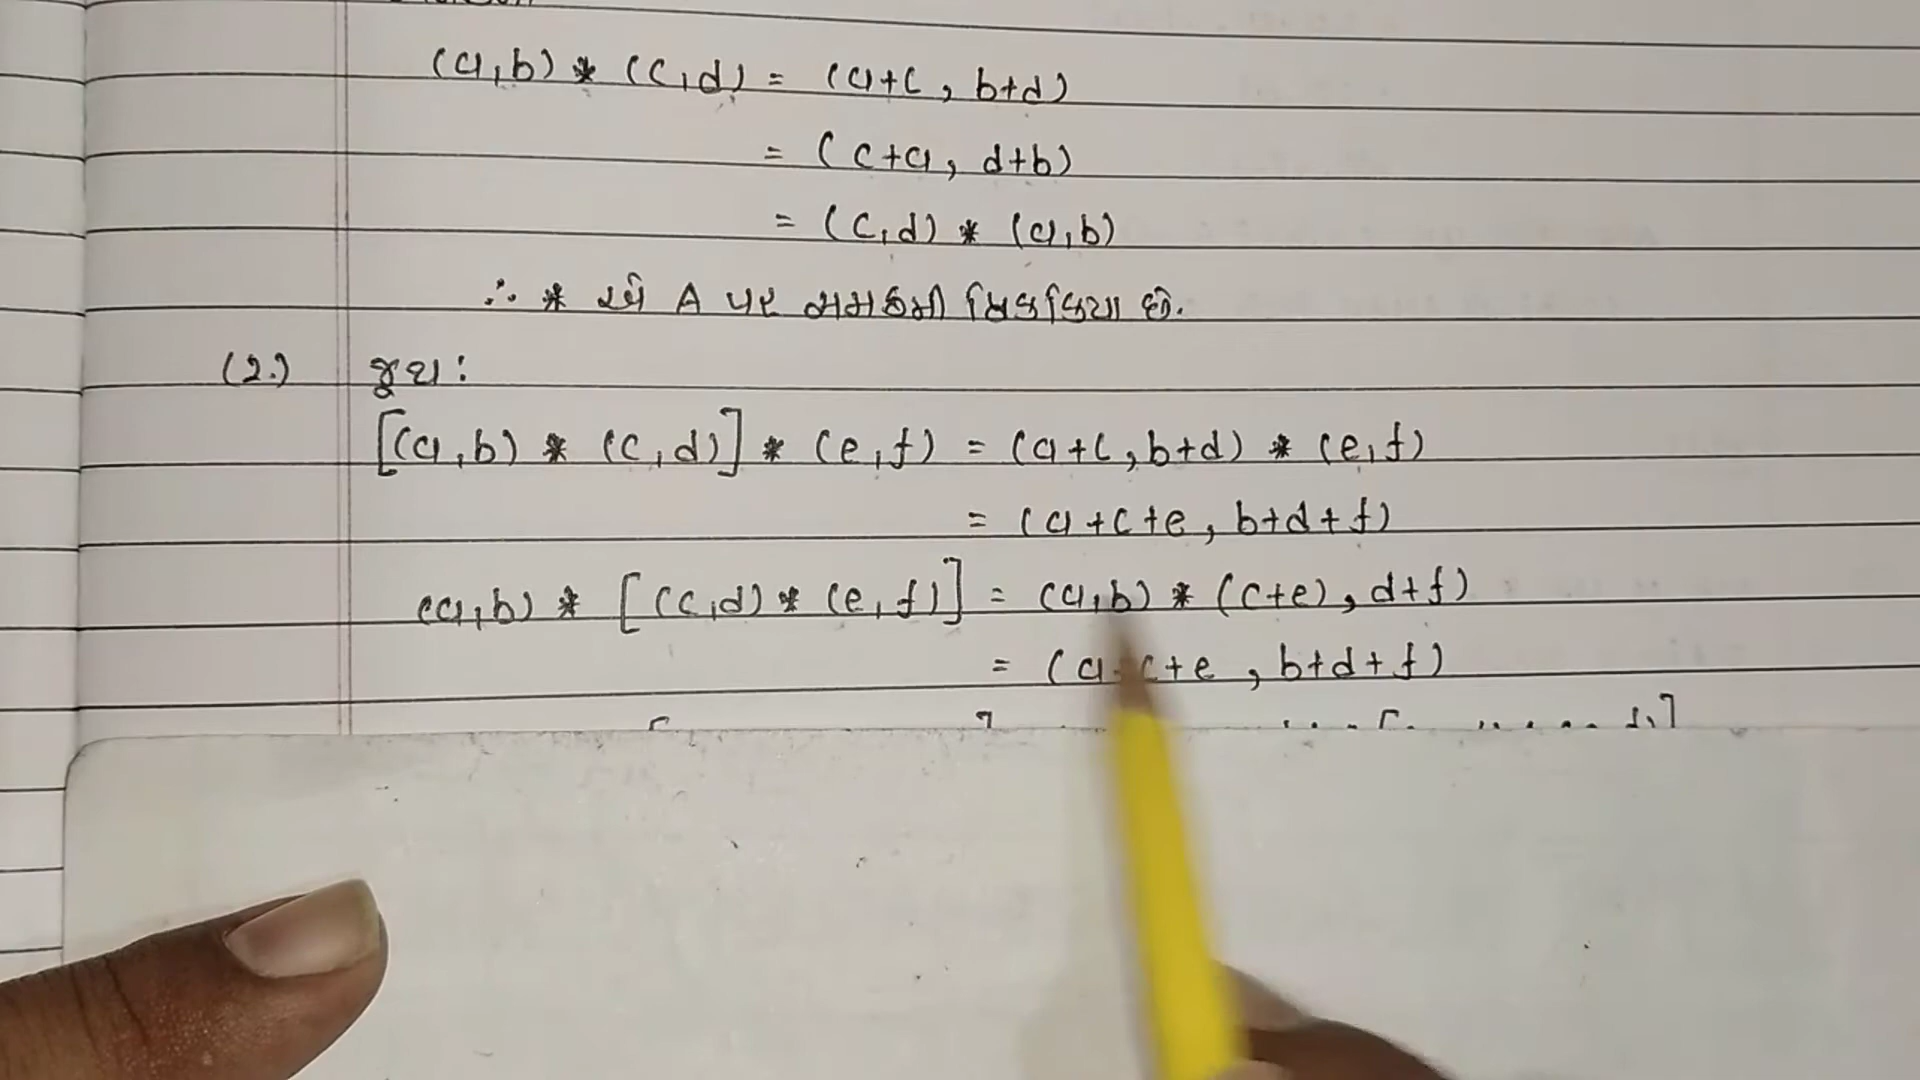 (a,b) * (c,d) = (a+c, b+d)
= (c+a, d+b)
= (c,d) * (a,b)
∴ * એ A પર સમક્રમી દ્વિક્ક્રિયા છે.
(2.) જુથ:
[(a,b) * (c,d)] * (e,f) = (a+c, b+d) * (e,f)
= (a+c+e, b+d+f)
(a,b) * [(c,d) * (e,f)] = (a,b) * (c+e), d+f)
= (a+c+e, b+d+f)